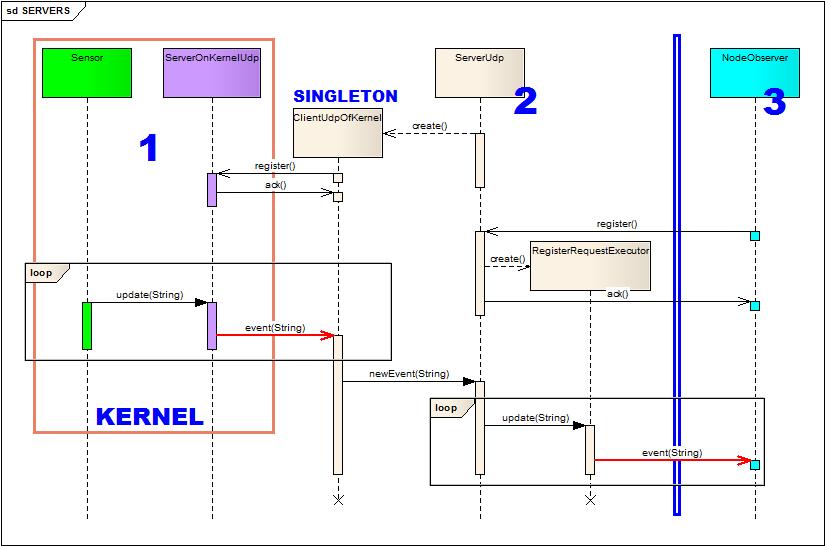 sd SERVERS
Sensor
ServerOnKernelUdp
ServerUdp
NodeObserver
SINGLETON
2
3
ClientUdpOfKernel
create()
1
register()
ack()
register()
create()
RegisterRequestExecutor
loop
update(String)
ack()
event(String)
newEvent(String)
KERNEL
loop
update(String)
event(String)